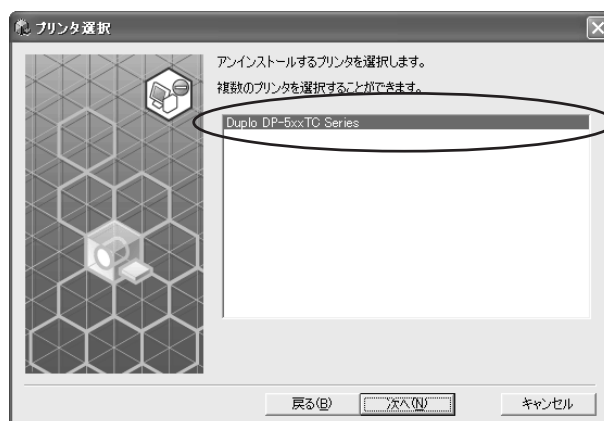 プリンタ選択
アンインストールするプリンタを選択します。
複数のプリンタを選択することができます。
Duplo DP-5xxTC Series
戻る(B)
次へ(N)
キャンセル